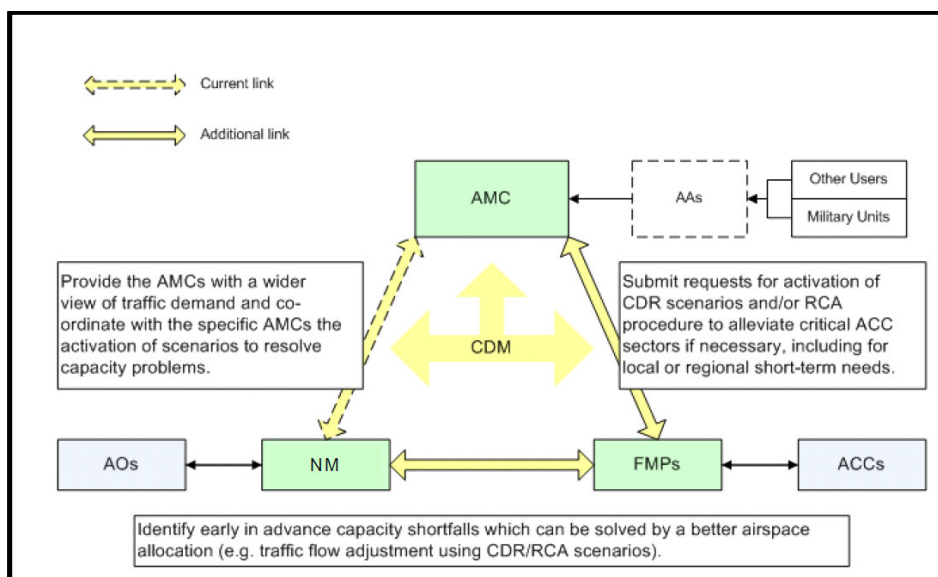 Current link
Additional link
AMC
AAs
Other Users
Military Units
Provide the AMCs with a wider
view of traffic demand and co-
ordinate with the specific AMCs the
activation of scenarios to resolve
capacity problems.
CDM
Submit requests for activation of
CDR scenarios and/or RCA
procedure to alleviate critical ACC
sectors if necessary, including for
local or regional short-term needs.
AOs
NM
FMPs
ACCs
Identify early in advance capacity shortfalls which can be solved by a better airspace
allocation (e.g. traffic flow adjustment using CDR/RCA scenarios).